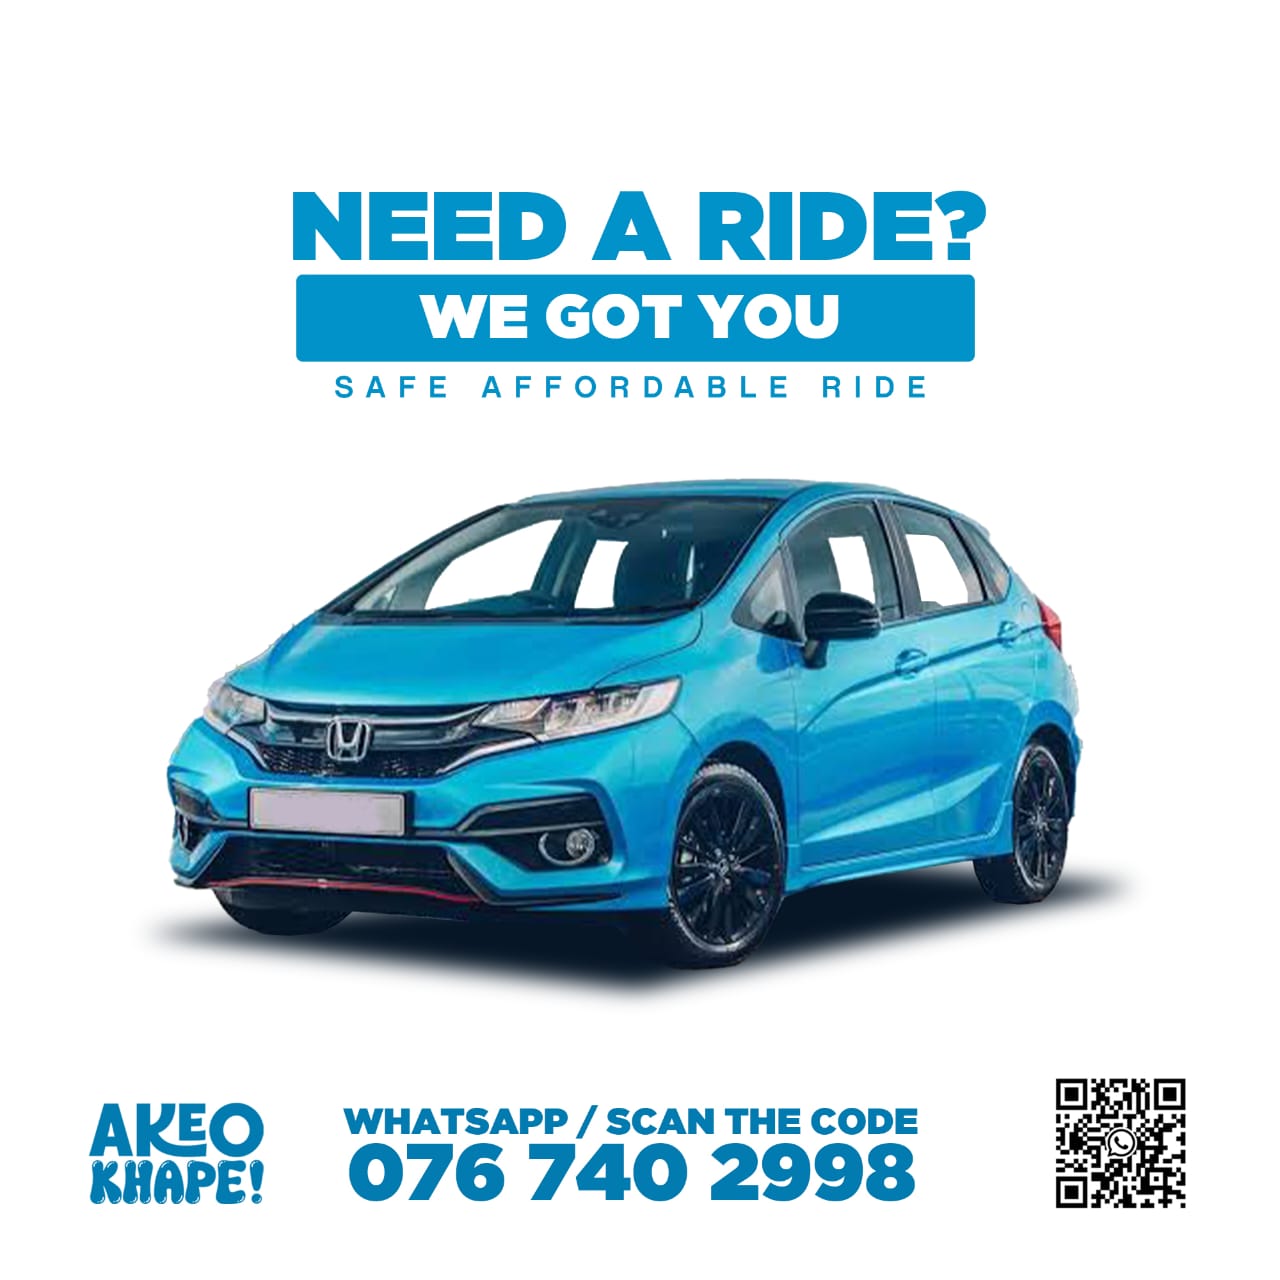 NEED A RIDE?
WE GOT YOU
SAFE AFFORDABLE RIDE
AKEO
KHAPE!
WHATSAPP / SCAN THE CODE
076 740 2998